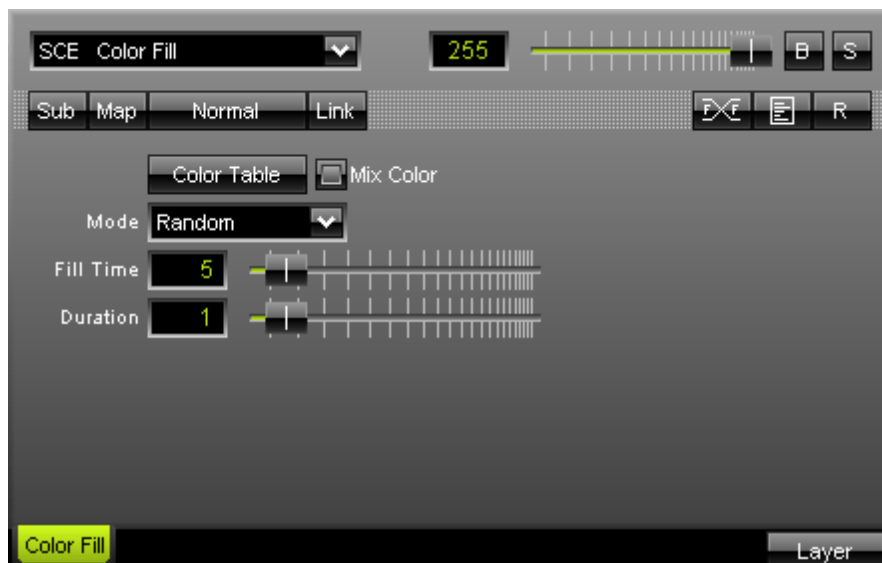 SCE Color Fill 255 B S
Sub Map Normal Link F F R
Color Table Mix Color
Mode Random
Fill Time 5
Duration 1
Color Fill Layer